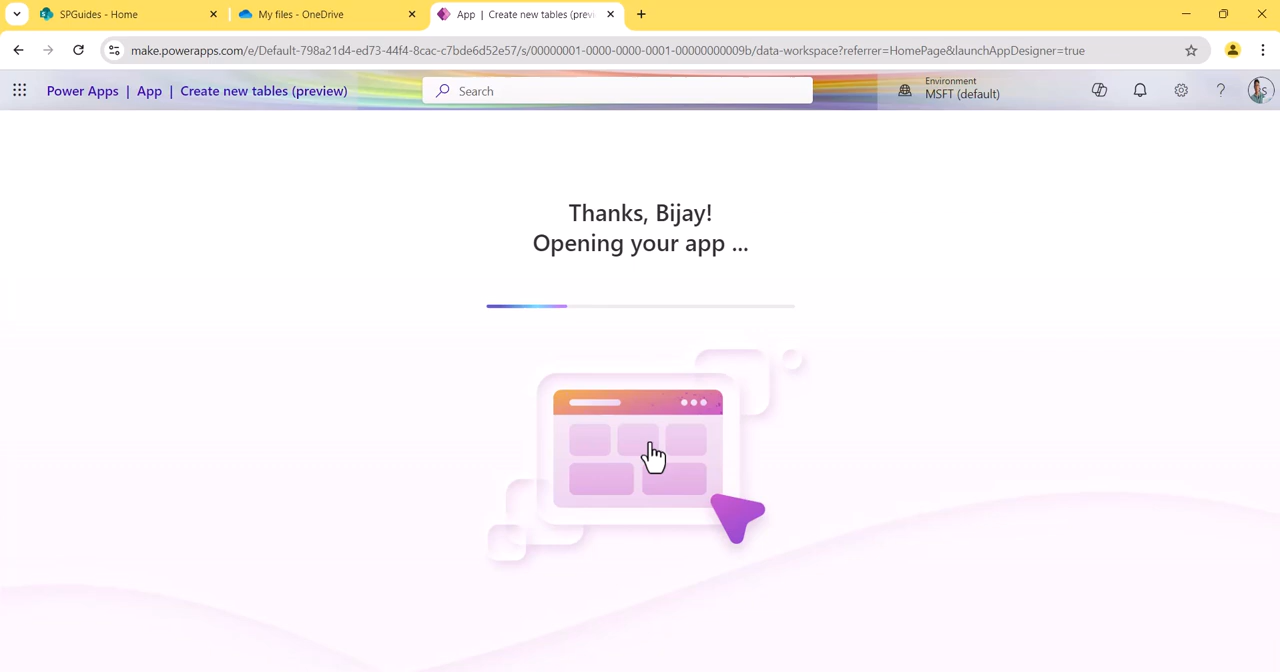 SPGuides - Home
My files - OneDrive
App | Create new tables (previ
make.powerapps.com/e/Default-798a21d4-ed73-44f4-8cac-c7bde6d52e57/s/00000001-0000-0000-0001-00000000009b/data-workspace?referrer=HomePage&launchAppDesigner=true
Power Apps | App | Create new tables (preview)
Search
Environment
MSFT (default)
Thanks, Bijay!
Opening your app ...